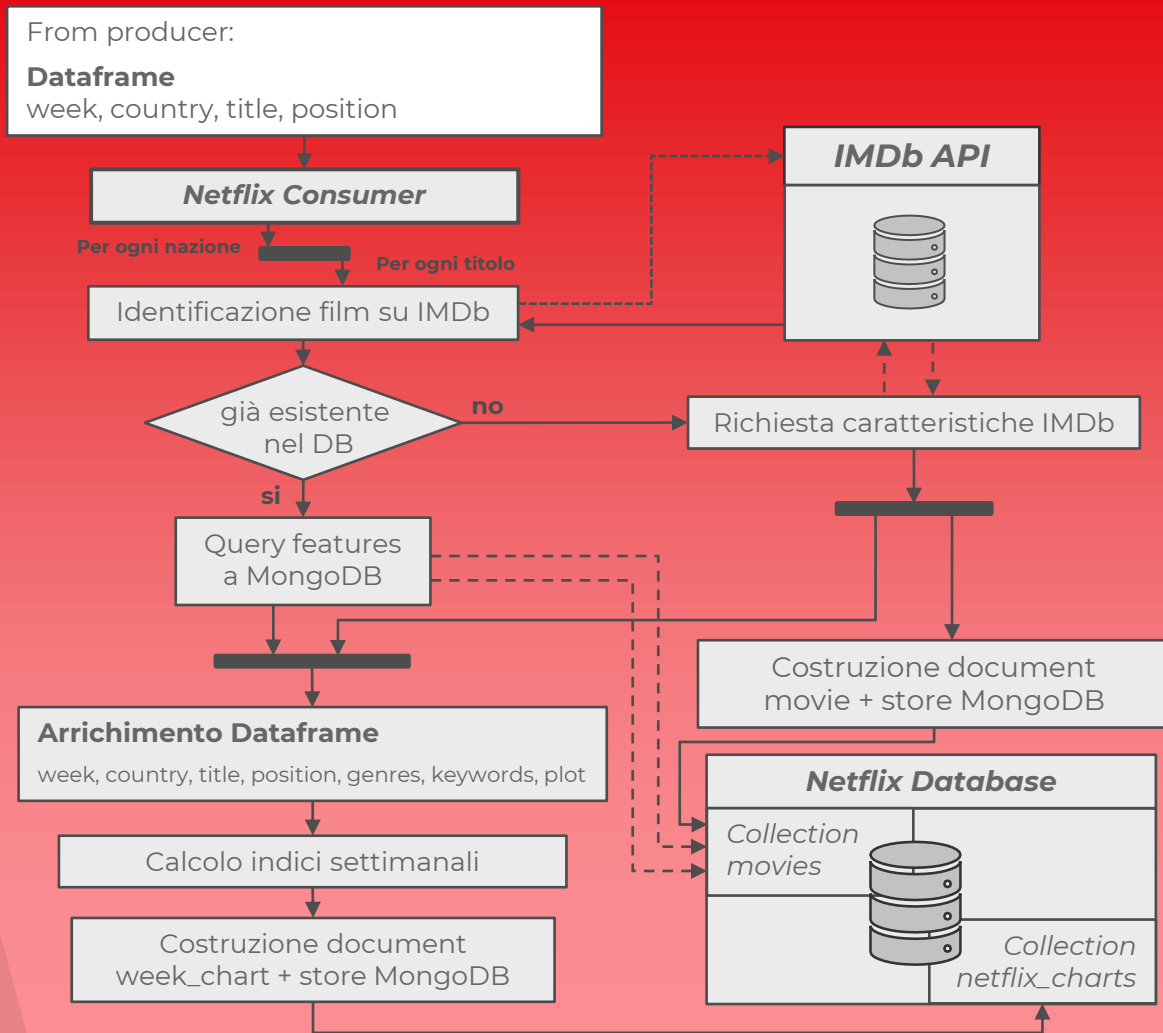 From producer:
Dataframe
week, country, title, position
IMDb API
Netflix Consumer
Per ogni nazione
Per ogni titolo
Identificazione film su IMDb
già esistente
nel DB
no
Richiesta caratteristiche IMDb
si
Query features
a MongoDB
Costruzione document
movie + store MongoDB
Arrichimento Dataframe
week, country, title, position, genres, keywords, plot
Netflix Database
Collection
movies
Calcolo indici settimanali
Costruzione document
week_chart + store MongoDB
Collection
netflix_charts